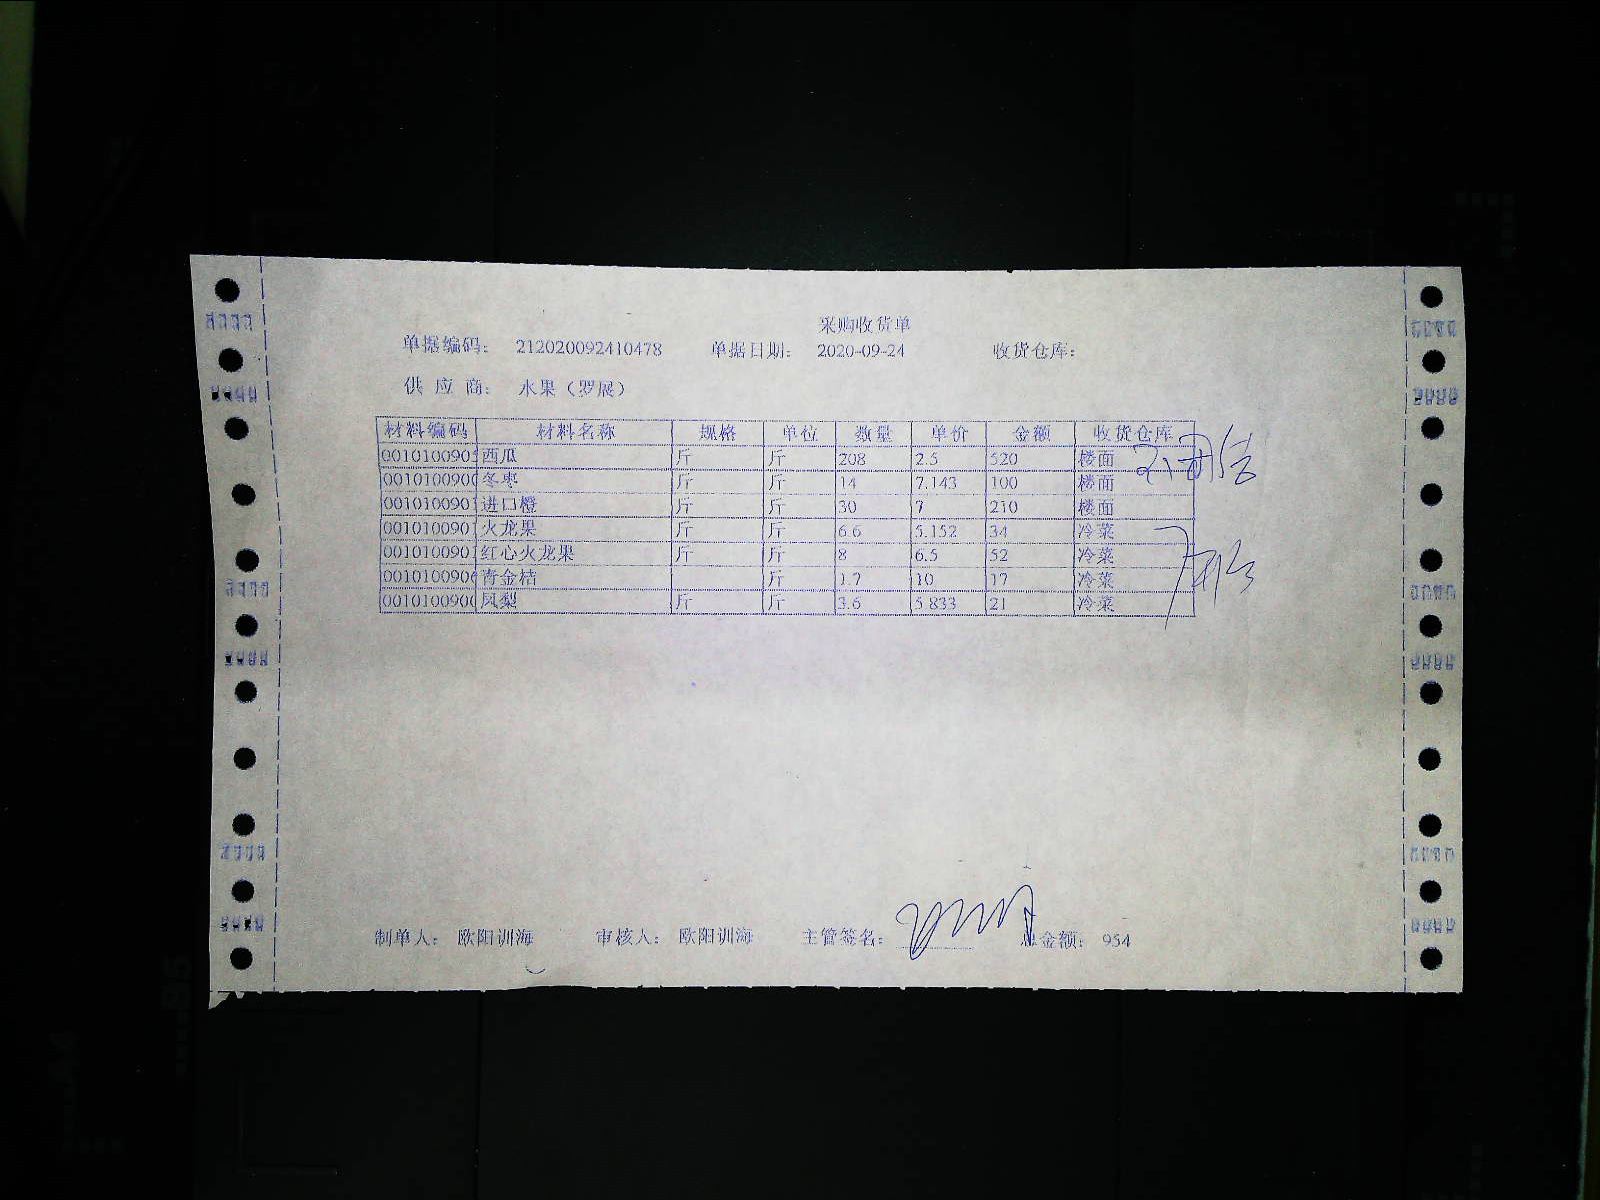 采购收货单
单据编码: 212020092410478 单据日期: 2020-09-24 收货仓库:
供 应 商: 水果（罗展）
材料编码 材料名称 规格 单位 数量 单价 金额 收货仓库
001010090 西瓜 斤 斤 208 2.5 520 楼面
001010090 冬枣 斤 斤 14 7.143 100 楼面
001010090 进口橙 斤 斤 30 7 210 楼面
001010090 火龙果 斤 斤 6.6 5.152 34 冷菜
001010090 红心火龙果 斤 斤 8 6.5 52 冷菜
001010090 青金桔 斤 1.7 10 17 冷菜
001010090 凤梨 斤 斤 3.6 5.833 21 冷菜
制单人: 欧阳训海 审核人: 欧阳训海 主管签名: 总金额: 954